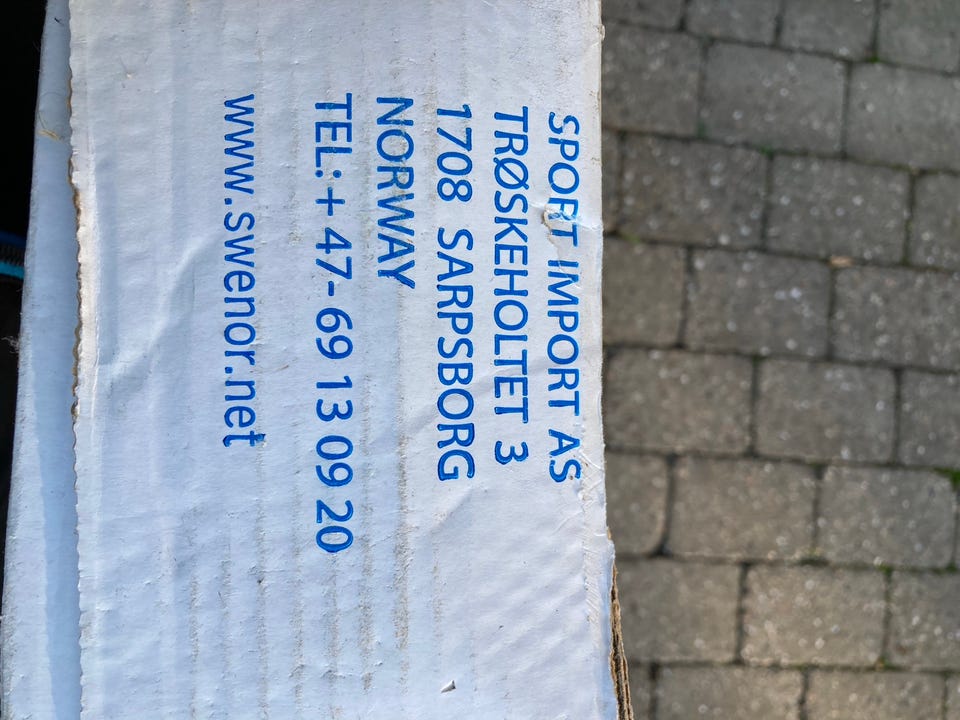 SPORT IMPORT AS
TRØSKEHOLTET 3
1708 SARPSBORG
NORWAY
TEL.:+ 47- 69 13 09 20
www.swenor.net